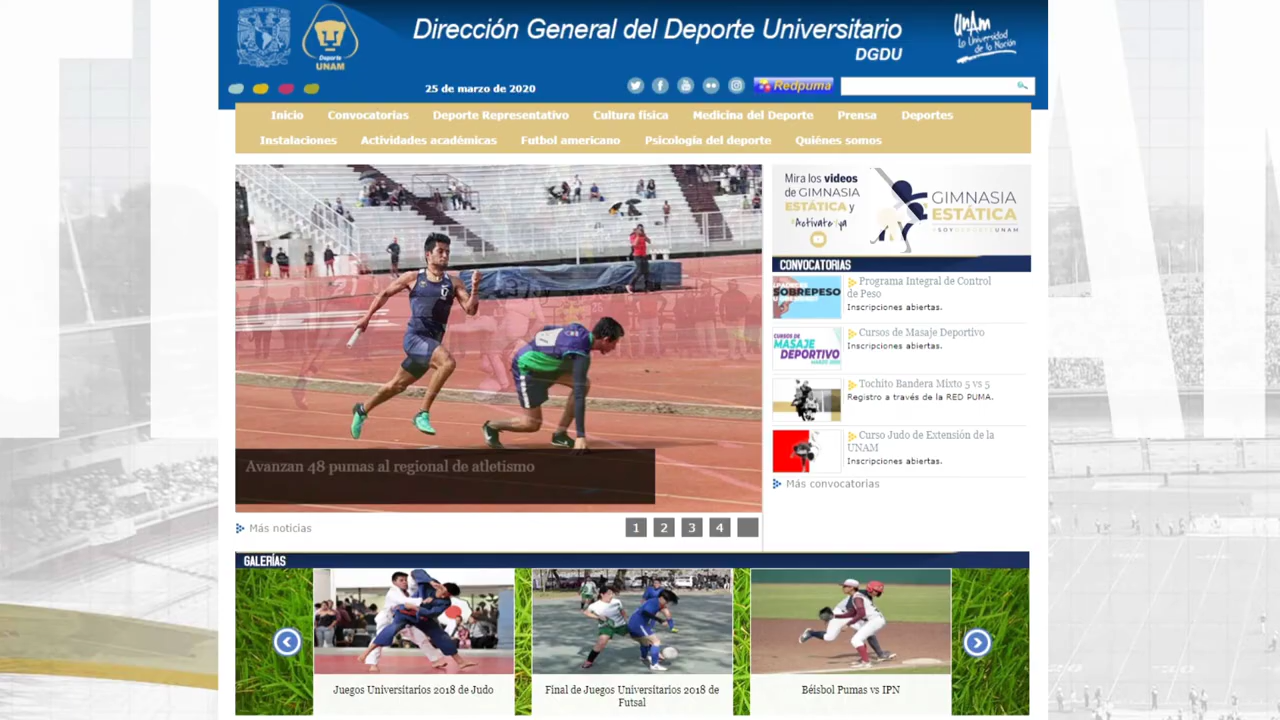 Dirección General del Deporte Universitario
DGDU
Deporte
UNAM
UnAm
La Universidad
de la Nación
25 de marzo de 2020
Redpuma
Inicio Convocatorias Deporte Representativo Cultura física Medicina del Deporte Prensa Deportes
Instalaciones Actividades académicas Futbol americano Psicología del deporte Quiénes somos
Mira los videos
de GIMNASIA
ESTÁTICA y
Actívate ya
GIMNASIA
ESTÁTICA
#SOYDEPORTEUNAM
CONVOCATORIAS
SOBREPESO
Programa Integral de Control
de Peso
Inscripciones abiertas.
CURSOS DE
MASAJE
DEPORTIVO
Cursos de Masaje Deportivo
Inscripciones abiertas.
Tochito Bandera Mixto 5 vs 5
Registro a través de la RED PUMA.
Curso Judo de Extensión de la
UNAM
Inscripciones abiertas.
Más convocatorias
Avanzan 48 pumas al regional de atletismo
Más noticias
1 2 3 4
GALERÍAS
Juegos Universitarios 2018 de Judo
Final de Juegos Universitarios 2018 de
Futsal
Béisbol Pumas vs IPN